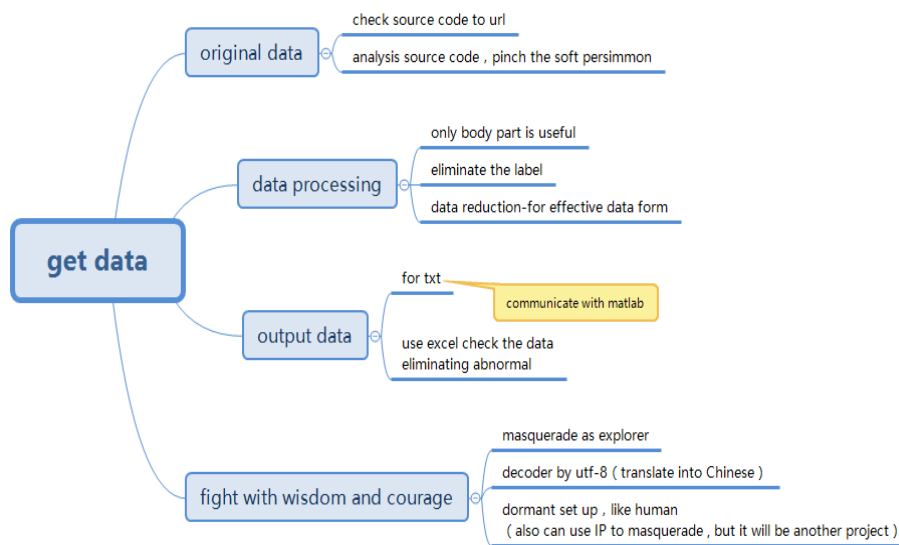 get data
original data
check source code to url
analysis source code , pinch the soft persimmon
data processing
only body part is useful
eliminate the label
data reduction-for effective data form
output data
for txt
communicate with matlab
use excel check the data
eliminating abnormal
fight with wisdom and courage
masquerade as explorer
decoder by utf-8 ( translate into Chinese )
dormant set up , like human
( also can use IP to masquerade , but it will be another project )